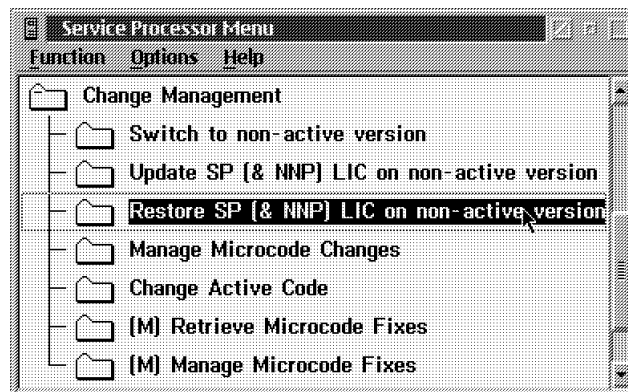 Service Processor Menu
Function Options Help
Change Management
Switch to non-active version
Update SP (& NNP) LIC on non-active version
Restore SP (& NNP) LIC on non-active version
Manage Microcode Changes
Change Active Code
(M) Retrieve Microcode Fixes
(M) Manage Microcode Fixes